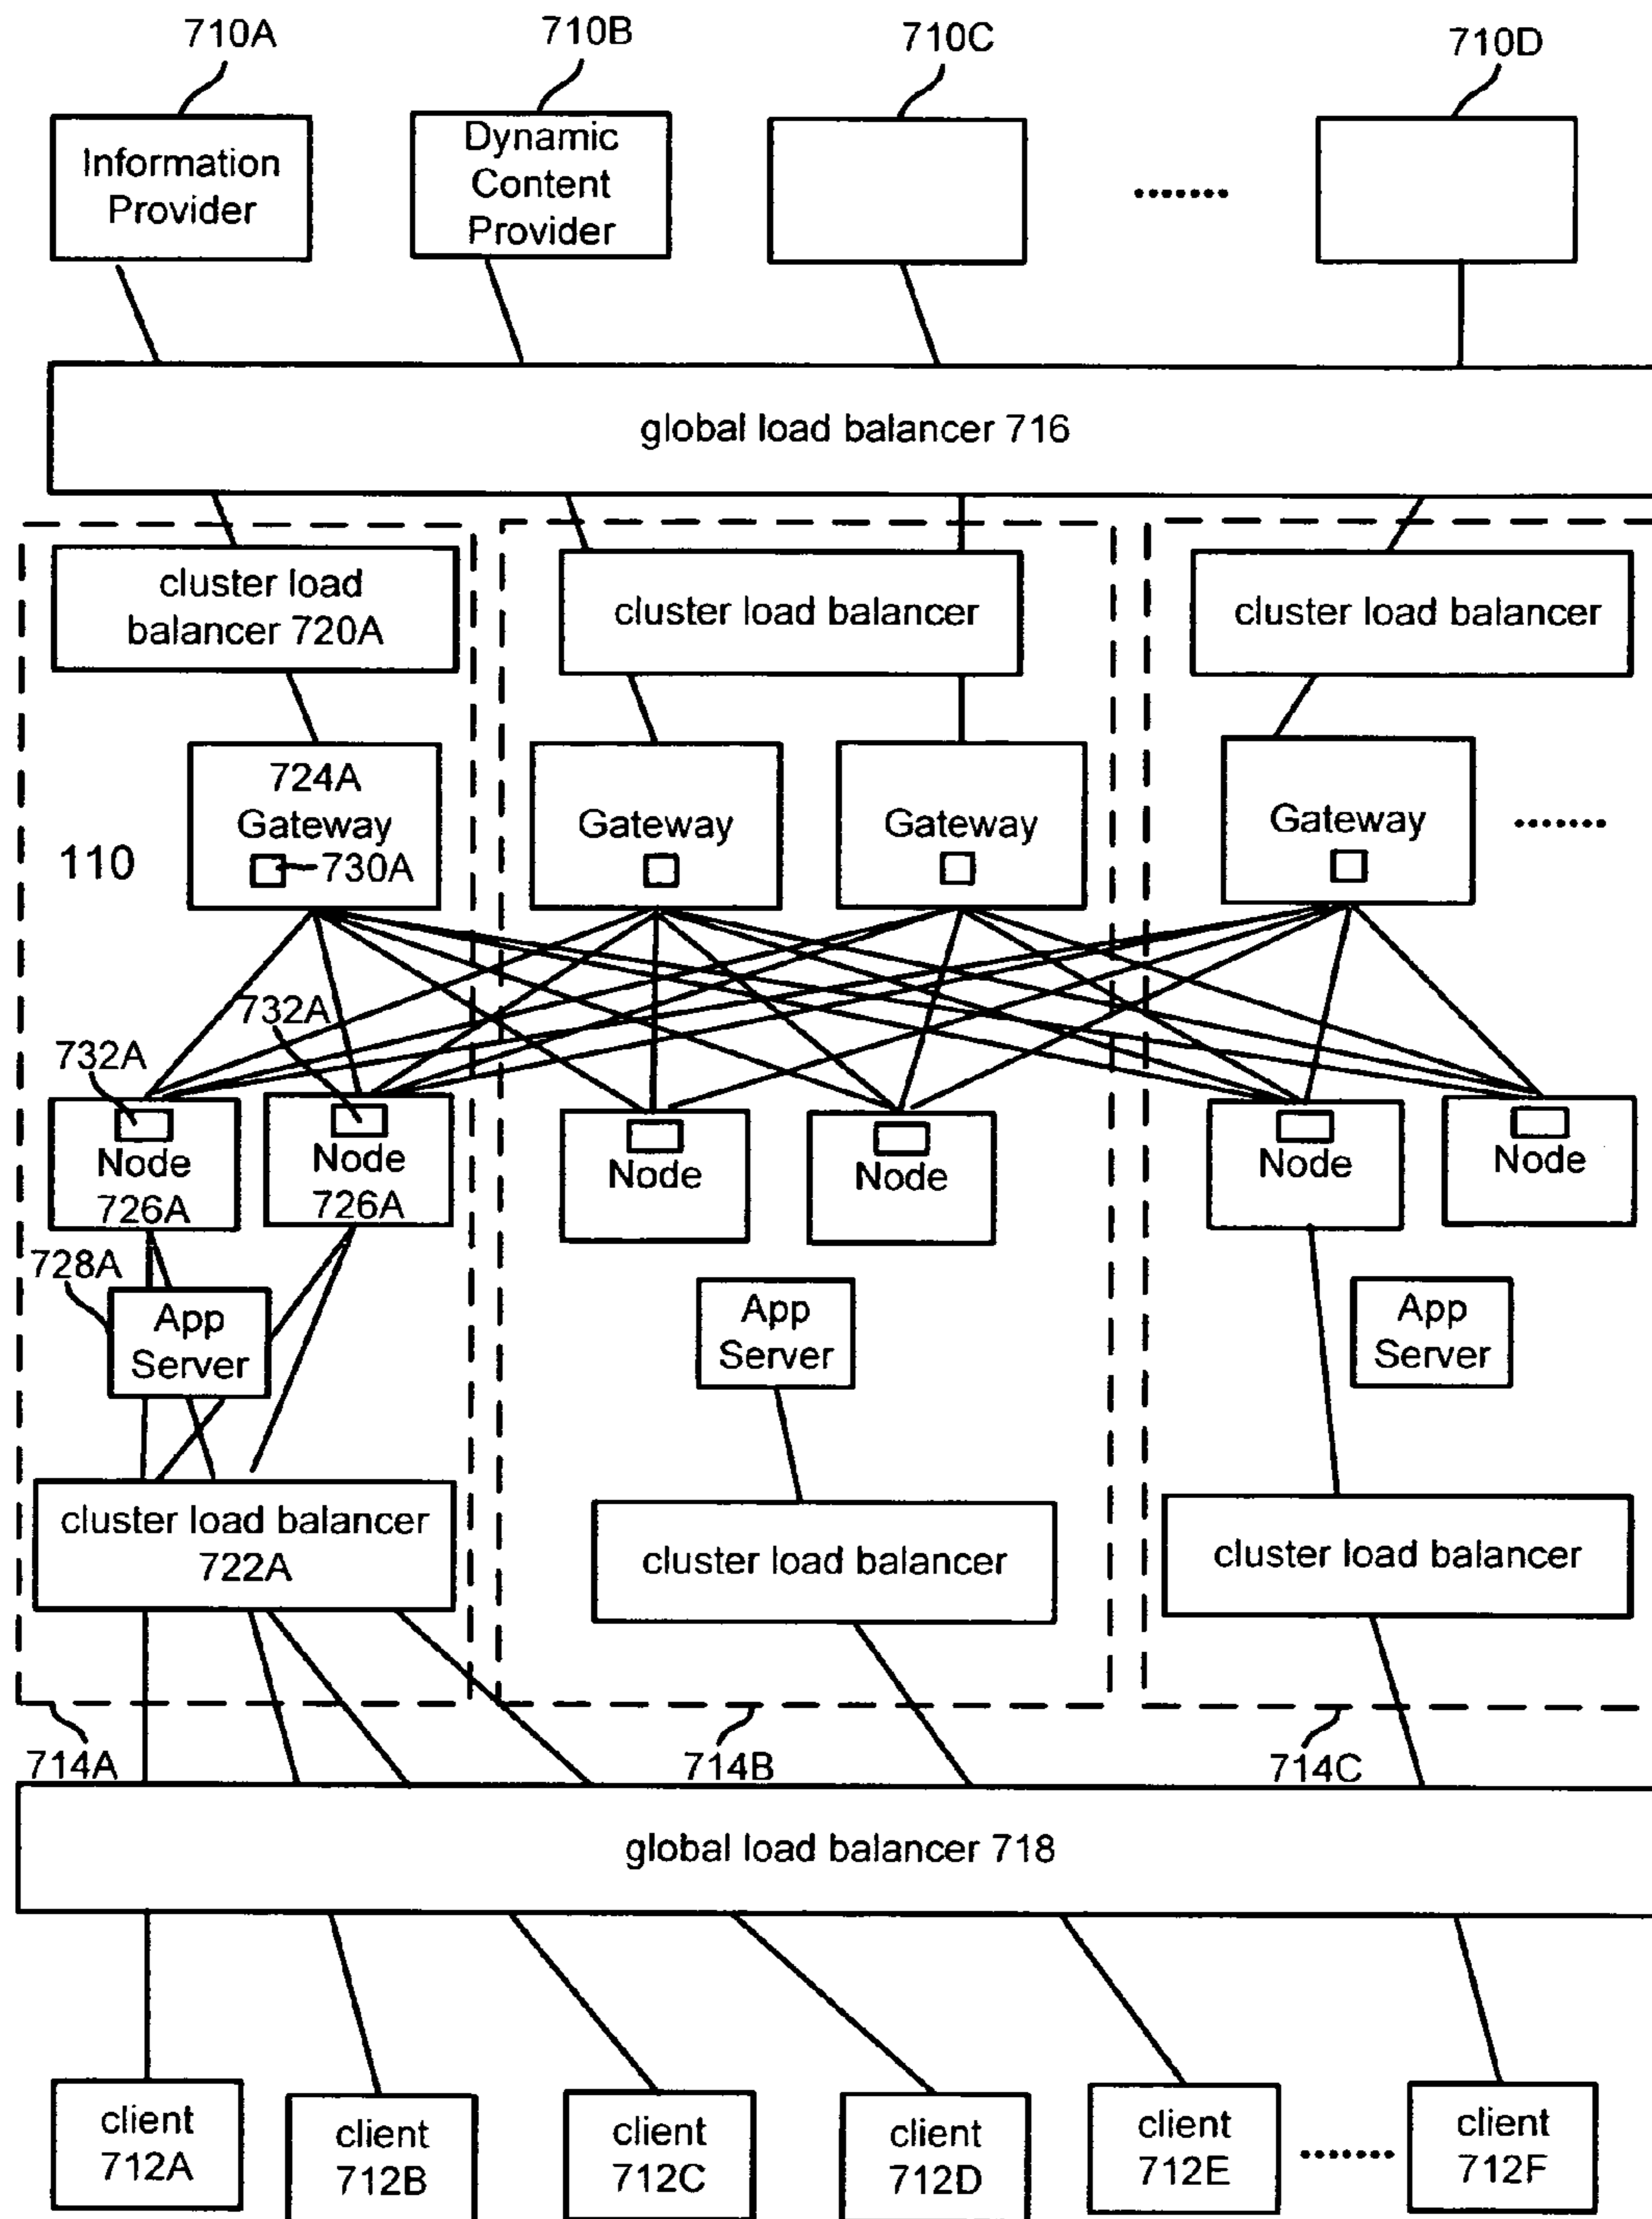 710A
710B
710C
710D
Information
Provider
Dynamic
Content
Provider
.......
global load balancer 716
cluster load
balancer 720A
cluster load balancer
cluster load balancer
724A
Gateway
730A
Gateway
Gateway
Gateway
.......
110
732A
732A
Node
726A
Node
726A
Node
Node
Node
Node
728A
App
Server
App
Server
App
Server
cluster load balancer
722A
cluster load balancer
cluster load balancer
714A
714B
714C
global load balancer 718
client
712A
client
712B
client
712C
client
712D
client
712E
.......
client
712F